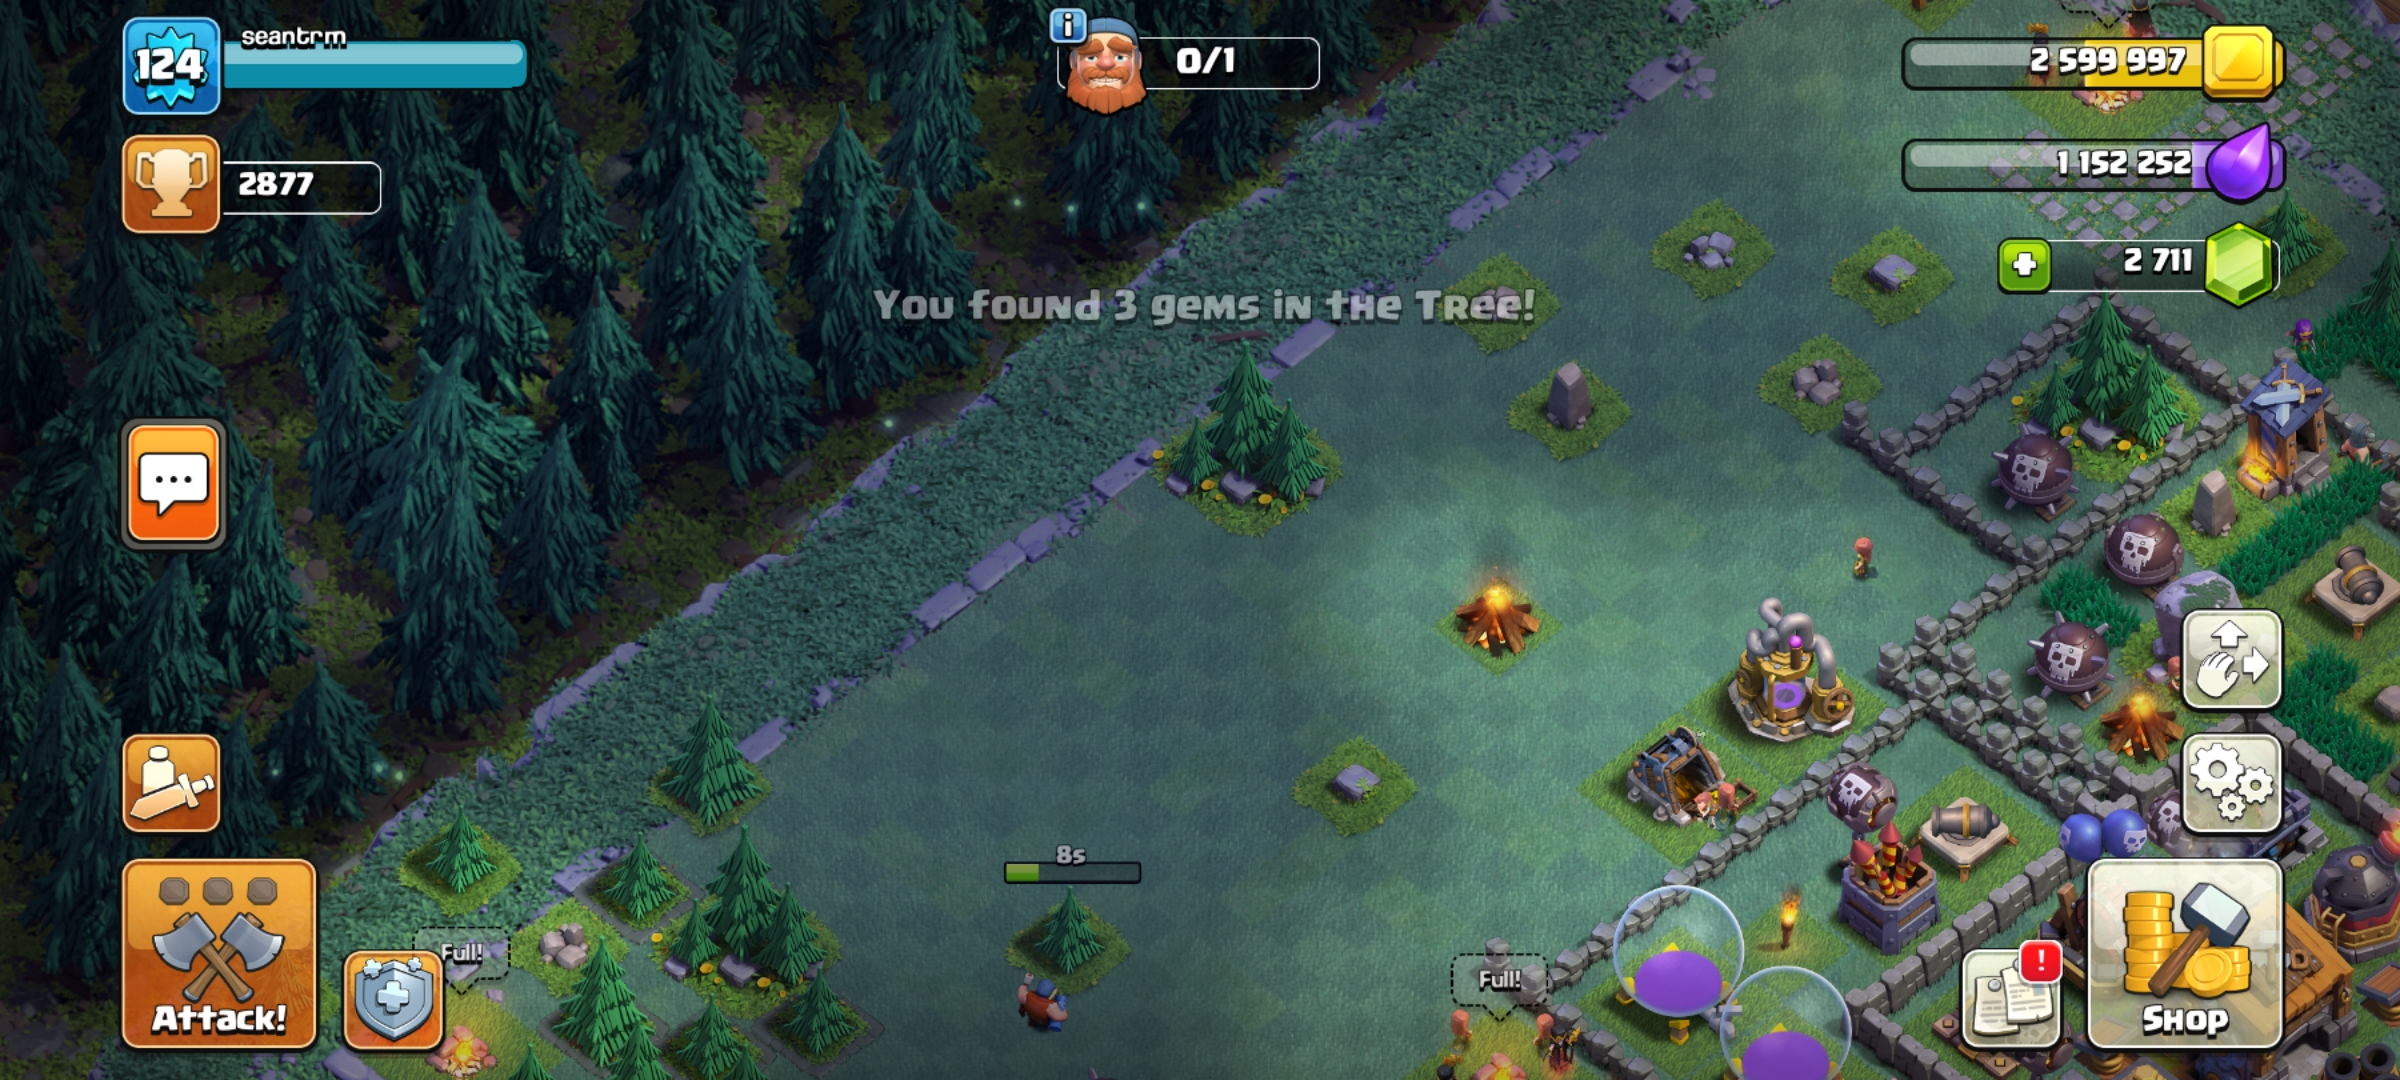 124
seantrm
0/1
2 599 997
2877
1 152 252
2 711
You found 3 gems in the Tree!
8s
Full!
Full!
Attack!
Shop